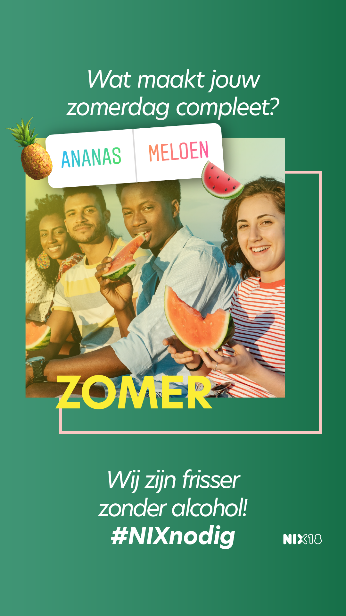 Wat maakt jouw
zomerdag compleet?
ANANAS MELOEN
ZOMER
Wij zijn frisser
zonder alcohol!
#NIXnodig
NIX18